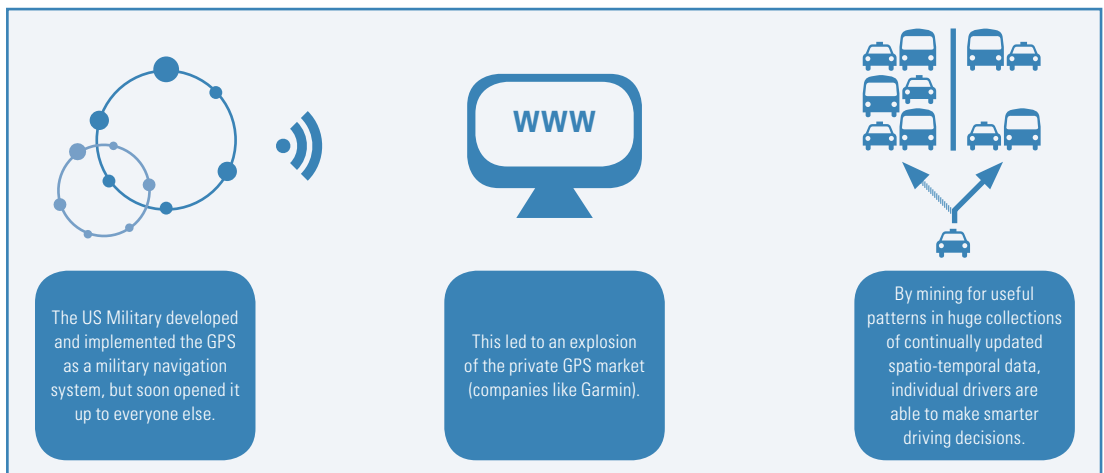 WWW
The US Military developed
and implemented the GPS
as a military navigation
system, but soon opened it
up to everyone else.
This led to an explosion
of the private GPS market
(companies like Garmin).
By mining for useful
patterns in huge collections
of continually updated
spatio-temporal data,
individual drivers are
able to make smarter
driving decisions.